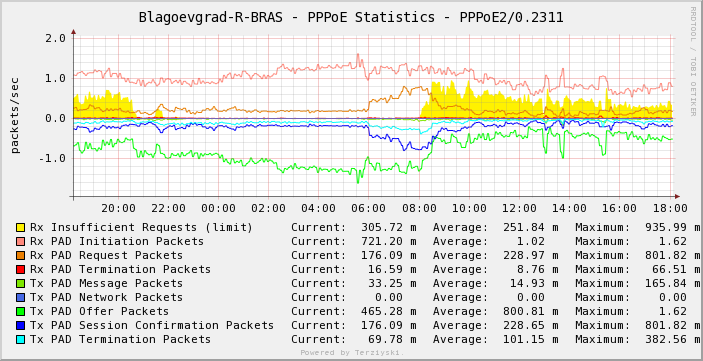 Blagoevgrad-R-BRAS - PPPoE Statistics - PPPoE2/0.2311
RRDTOOL / TOBI OETIKER
packets/sec
2.0
1.0
0.0
-1.0
20:00 22:00 00:00 02:00 04:00 06:00 08:00 10:00 12:00 14:00 16:00 18:00
Rx Insufficient Requests (limit) Current: 305.72 m Average: 251.84 m Maximum: 935.99 m
Rx PAD Initiation Packets Current: 721.20 m Average: 1.02 Maximum: 1.62
Rx PAD Request Packets Current: 176.09 m Average: 228.97 m Maximum: 801.82 m
Rx PAD Termination Packets Current: 16.59 m Average: 8.76 m Maximum: 66.51 m
Tx PAD Message Packets Current: 33.25 m Average: 14.93 m Maximum: 165.84 m
Tx PAD Network Packets Current: 0.00 Average: 0.00 Maximum: 0.00
Tx PAD Offer Packets Current: 465.28 m Average: 800.81 m Maximum: 1.62
Tx PAD Session Confirmation Packets Current: 176.09 m Average: 228.65 m Maximum: 801.82 m
Tx PAD Termination Packets Current: 69.78 m Average: 101.15 m Maximum: 382.56 m
Powered by Terziyski.